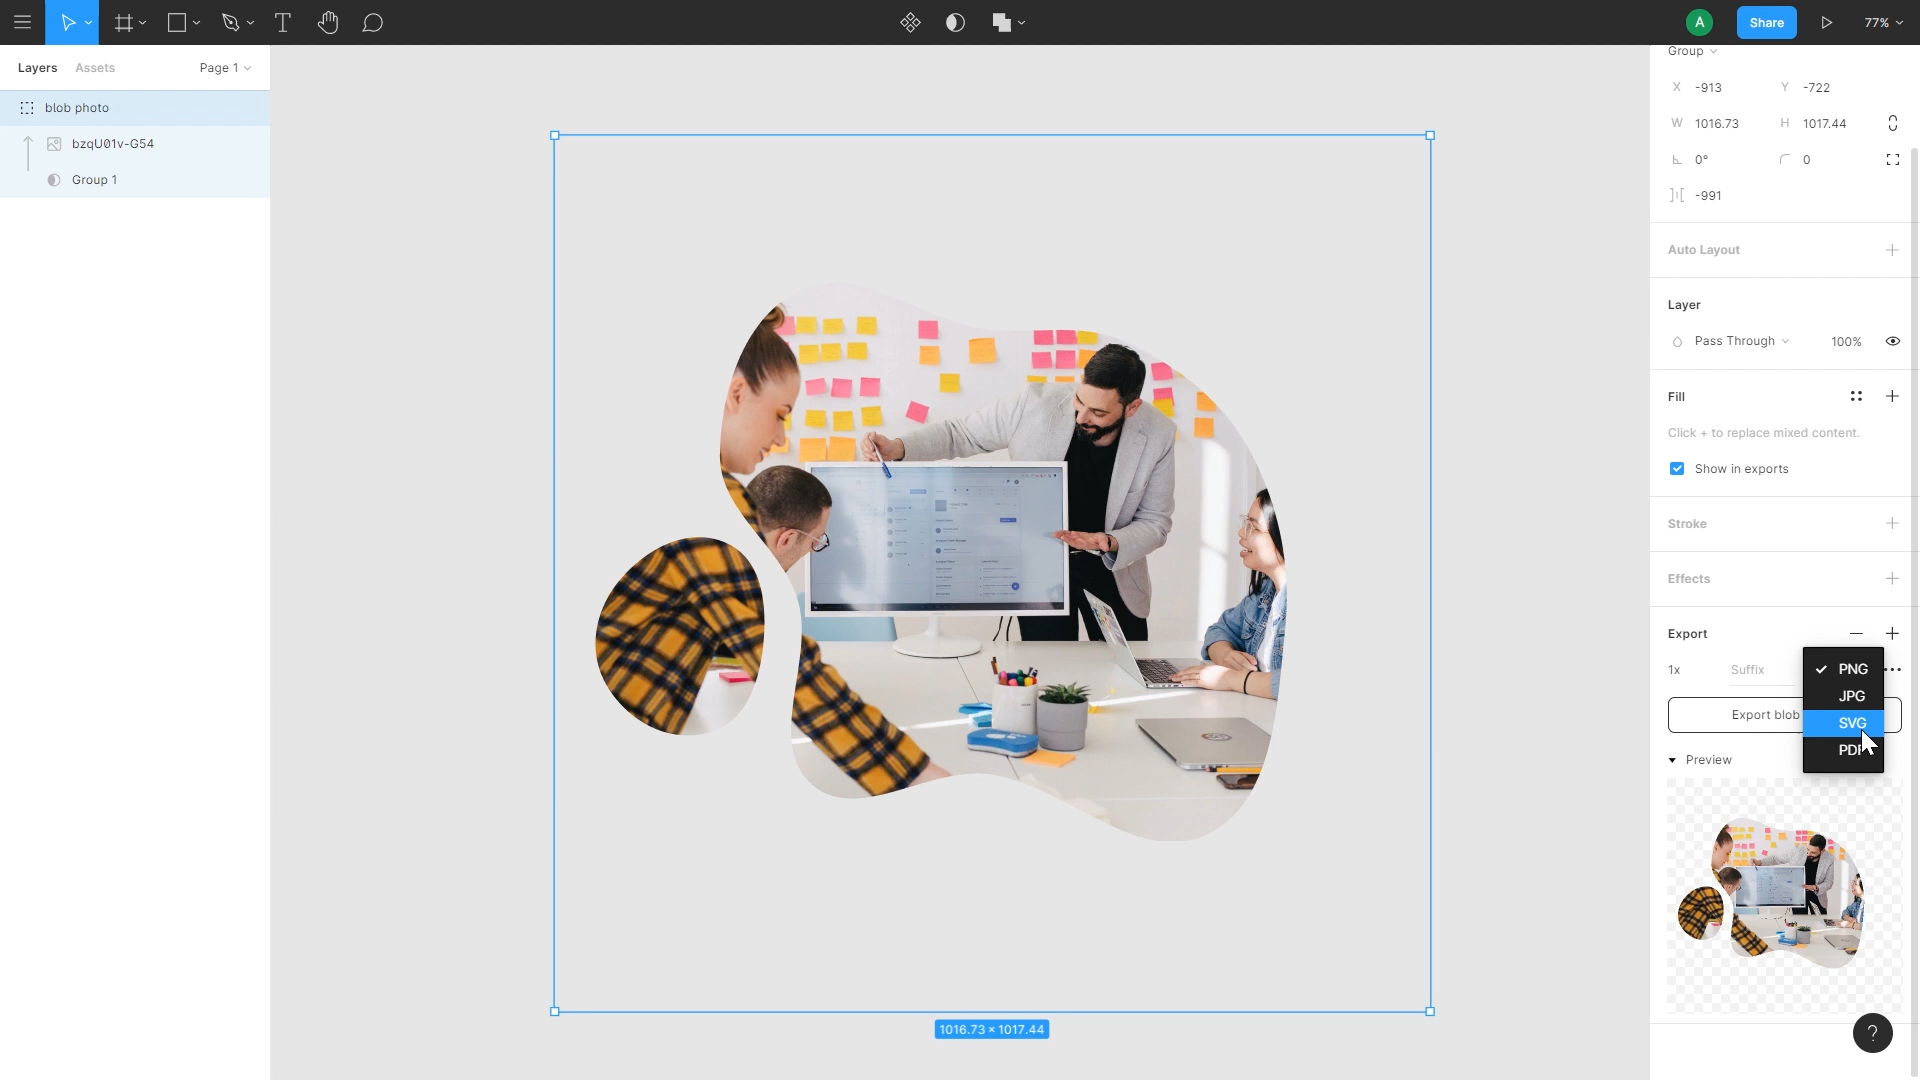 A
Share
77%
Layers
Assets
Page 1
blob photo
bzqU01v-G54
Group 1
Group
X -913
Y -722
W 1016.73
H 1017.44
0°
0
-991
Auto Layout
Layer
Pass Through
100%
Fill
Click + to replace mixed content.
Show in exports
Stroke
Effects
Export
1x
Suffix
PNG
JPG
Export blob
SVG
PDF
Preview
1016.73 × 1017.44
?